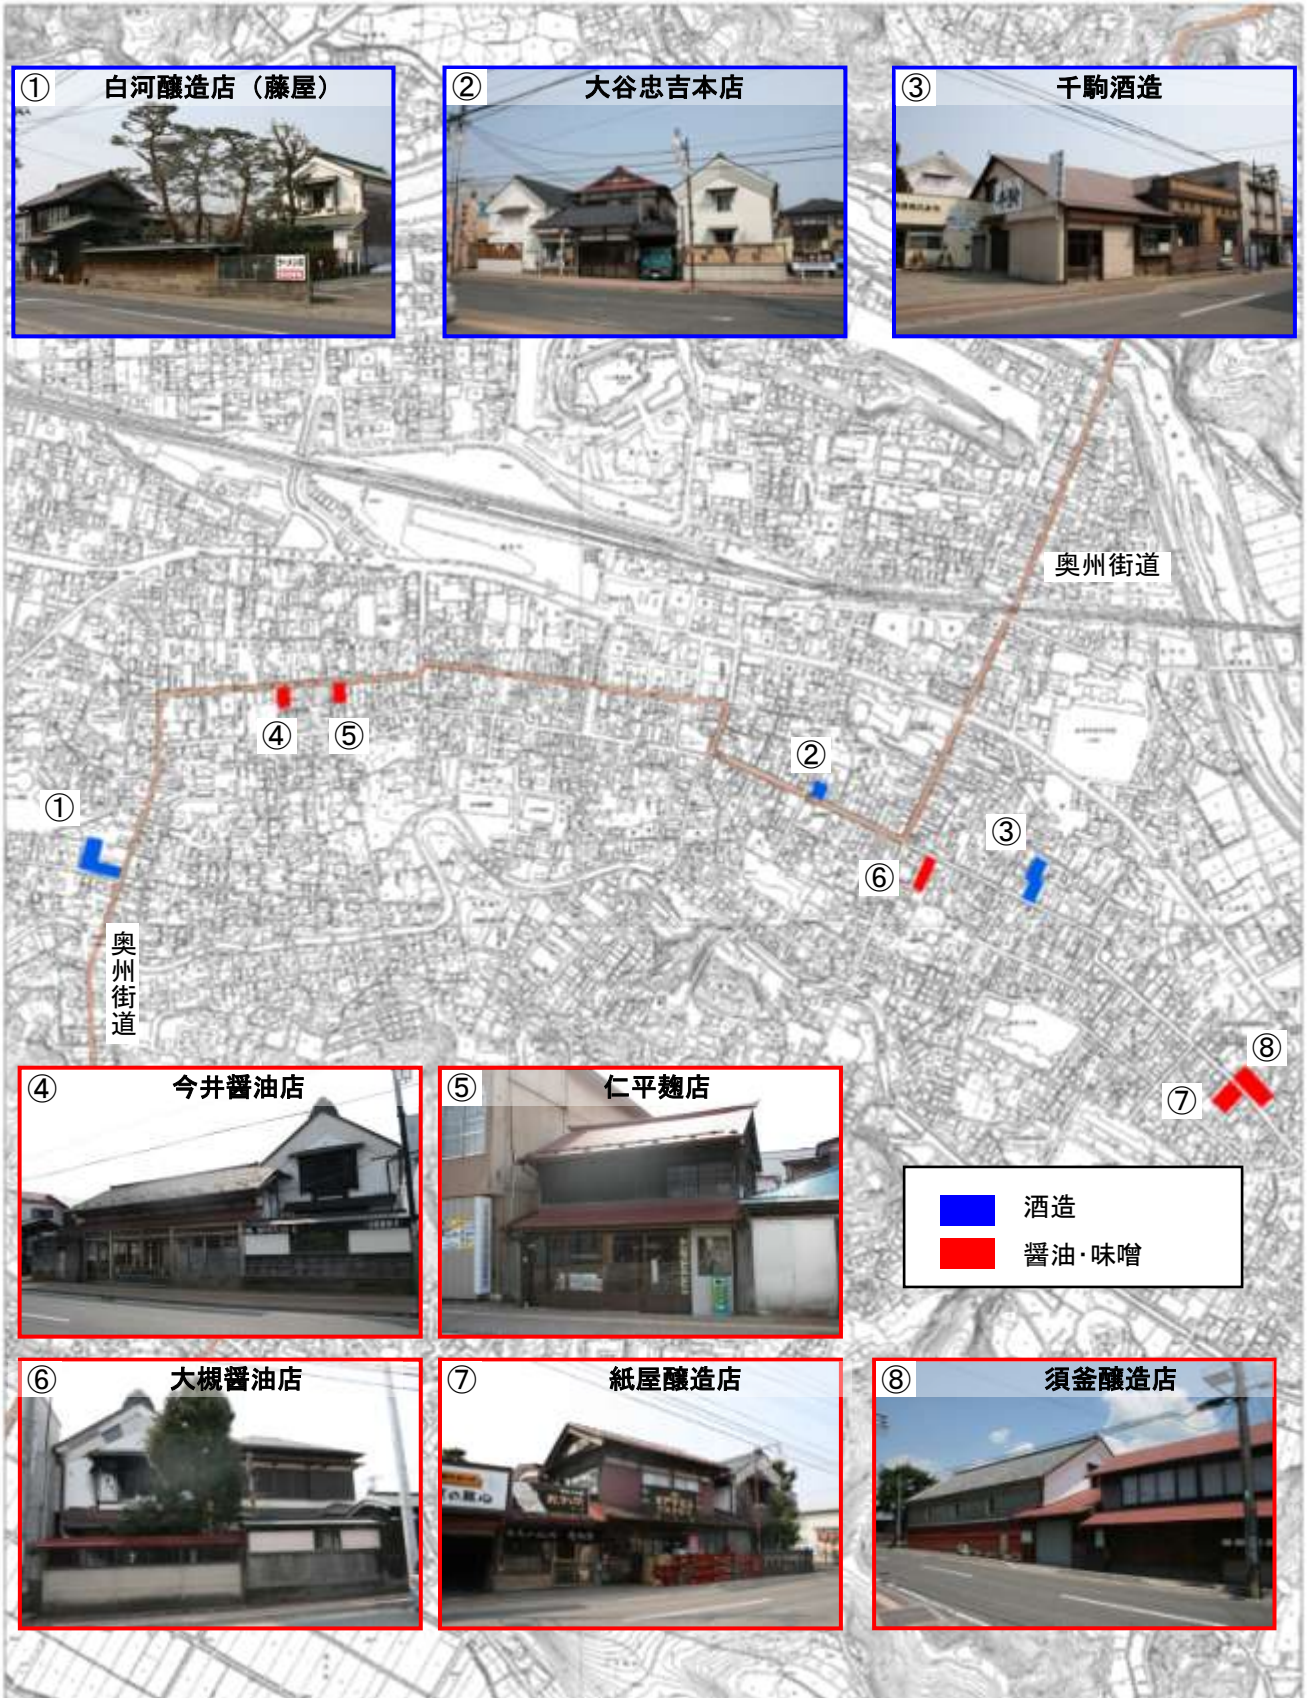 ① 白河醸造店（藤屋）
② 大谷忠吉本店
③ 千駒酒造
奥州街道
④
⑤
②
①
③
⑥
奥州街道
⑧
⑦
④ 今井醤油店
⑤ 仁平麹店
酒造
醤油・味噌
⑥ 大槻醤油店
⑦ 紙屋醸造店
⑧ 須釜醸造店